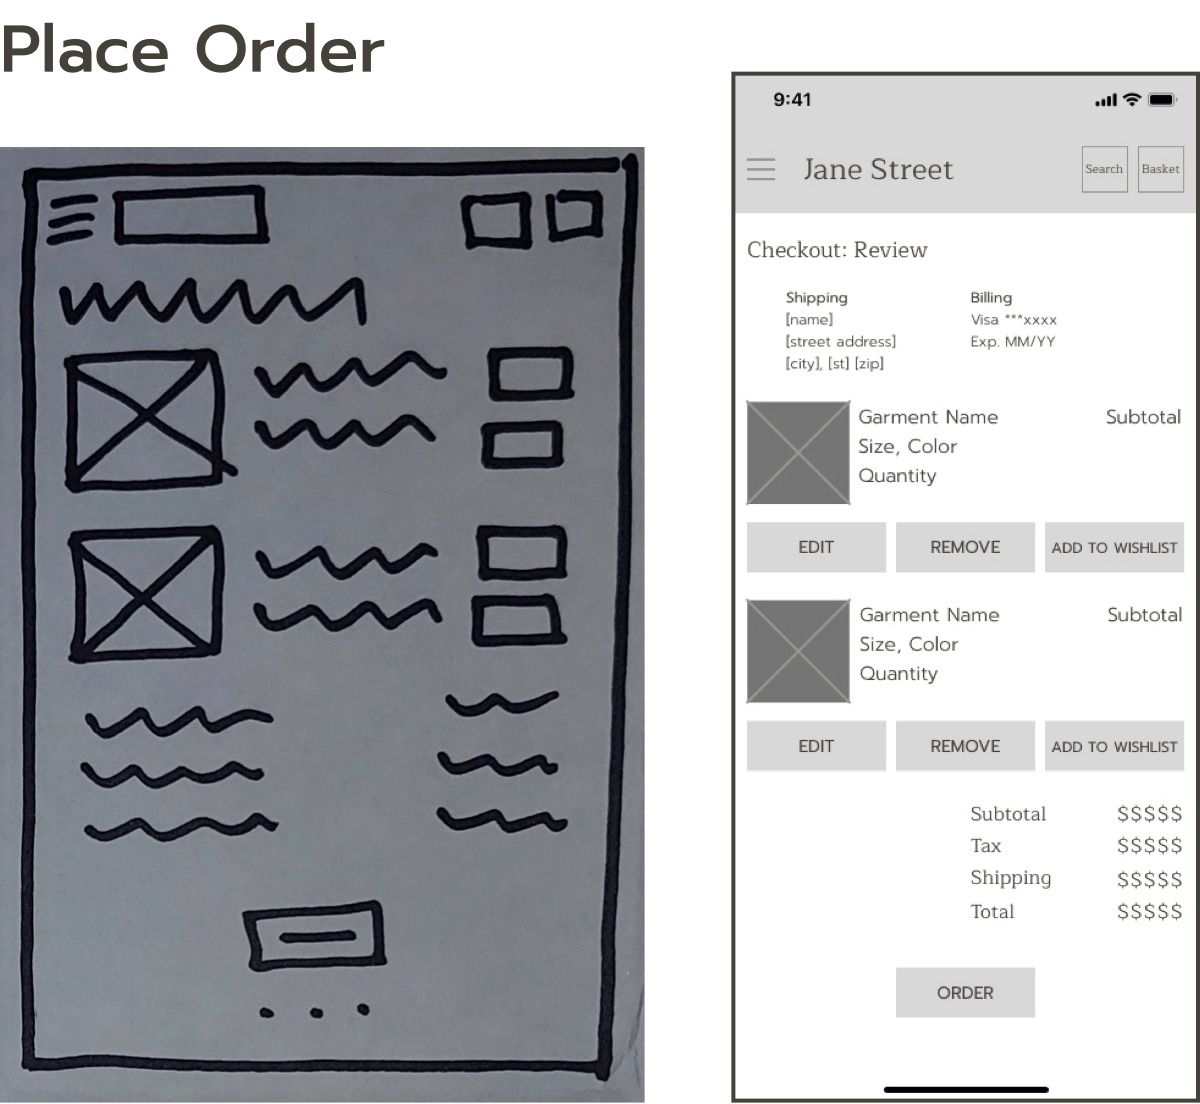 Place Order
9:41
Jane Street
Search
Basket
Checkout: Review
Shipping
[name]
[street address]
[city], [st] [zip]
Billing
Visa ***xxxx
Exp. MM/YY
Garment Name Subtotal
Size, Color
Quantity
EDIT REMOVE ADD TO WISHLIST
Garment Name Subtotal
Size, Color
Quantity
EDIT REMOVE ADD TO WISHLIST
Subtotal $$$$$
Tax $$$$$
Shipping $$$$$
Total $$$$$
ORDER